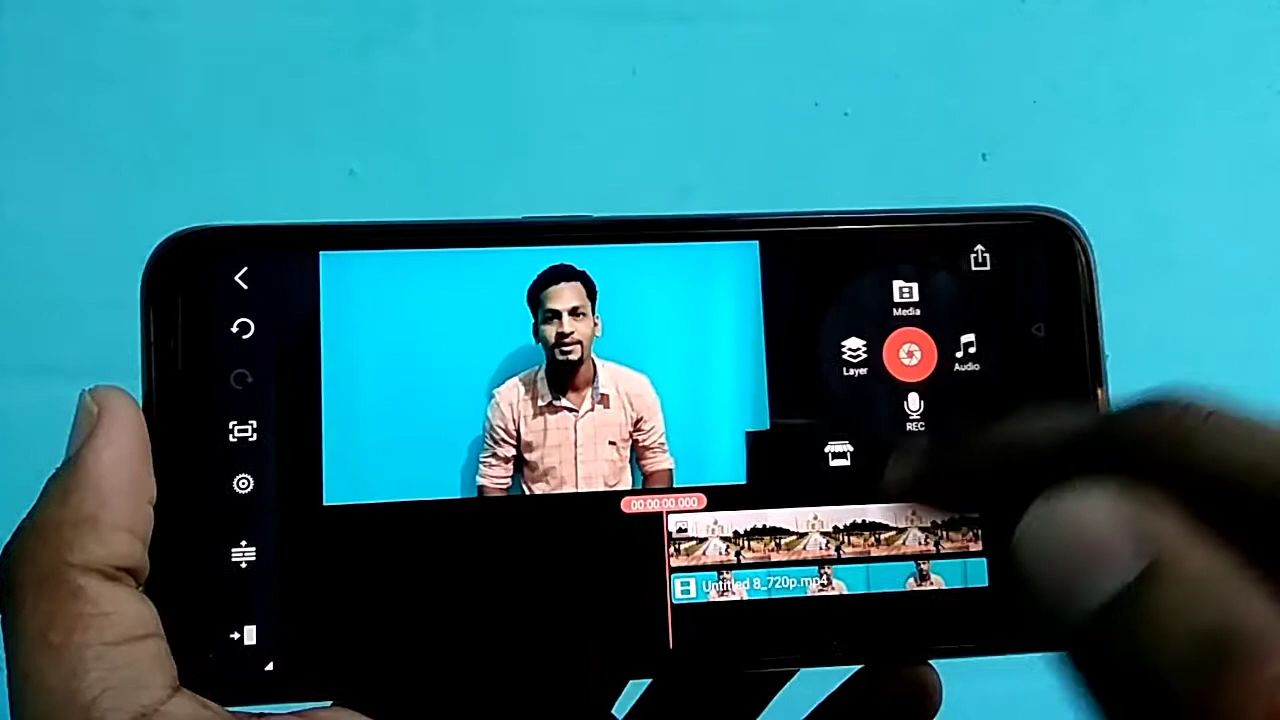 Media
Layer
Audio
REC
00:00:00.000
Untitled 8_720p.mp4